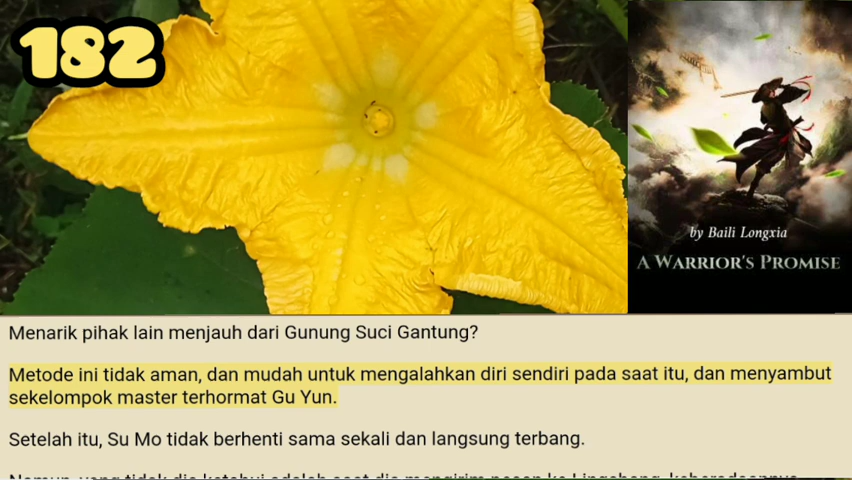 182
by Baili Longxia
A WARRIOR'S PROMISE
Menarik pihak lain menjauh dari Gunung Suci Gantung?
Metode ini tidak aman, dan mudah untuk mengalahkan diri sendiri pada saat itu, dan menyambut
sekelompok master terhormat Gu Yun.
Setelah itu, Su Mo tidak berhenti sama sekali dan langsung terbang.